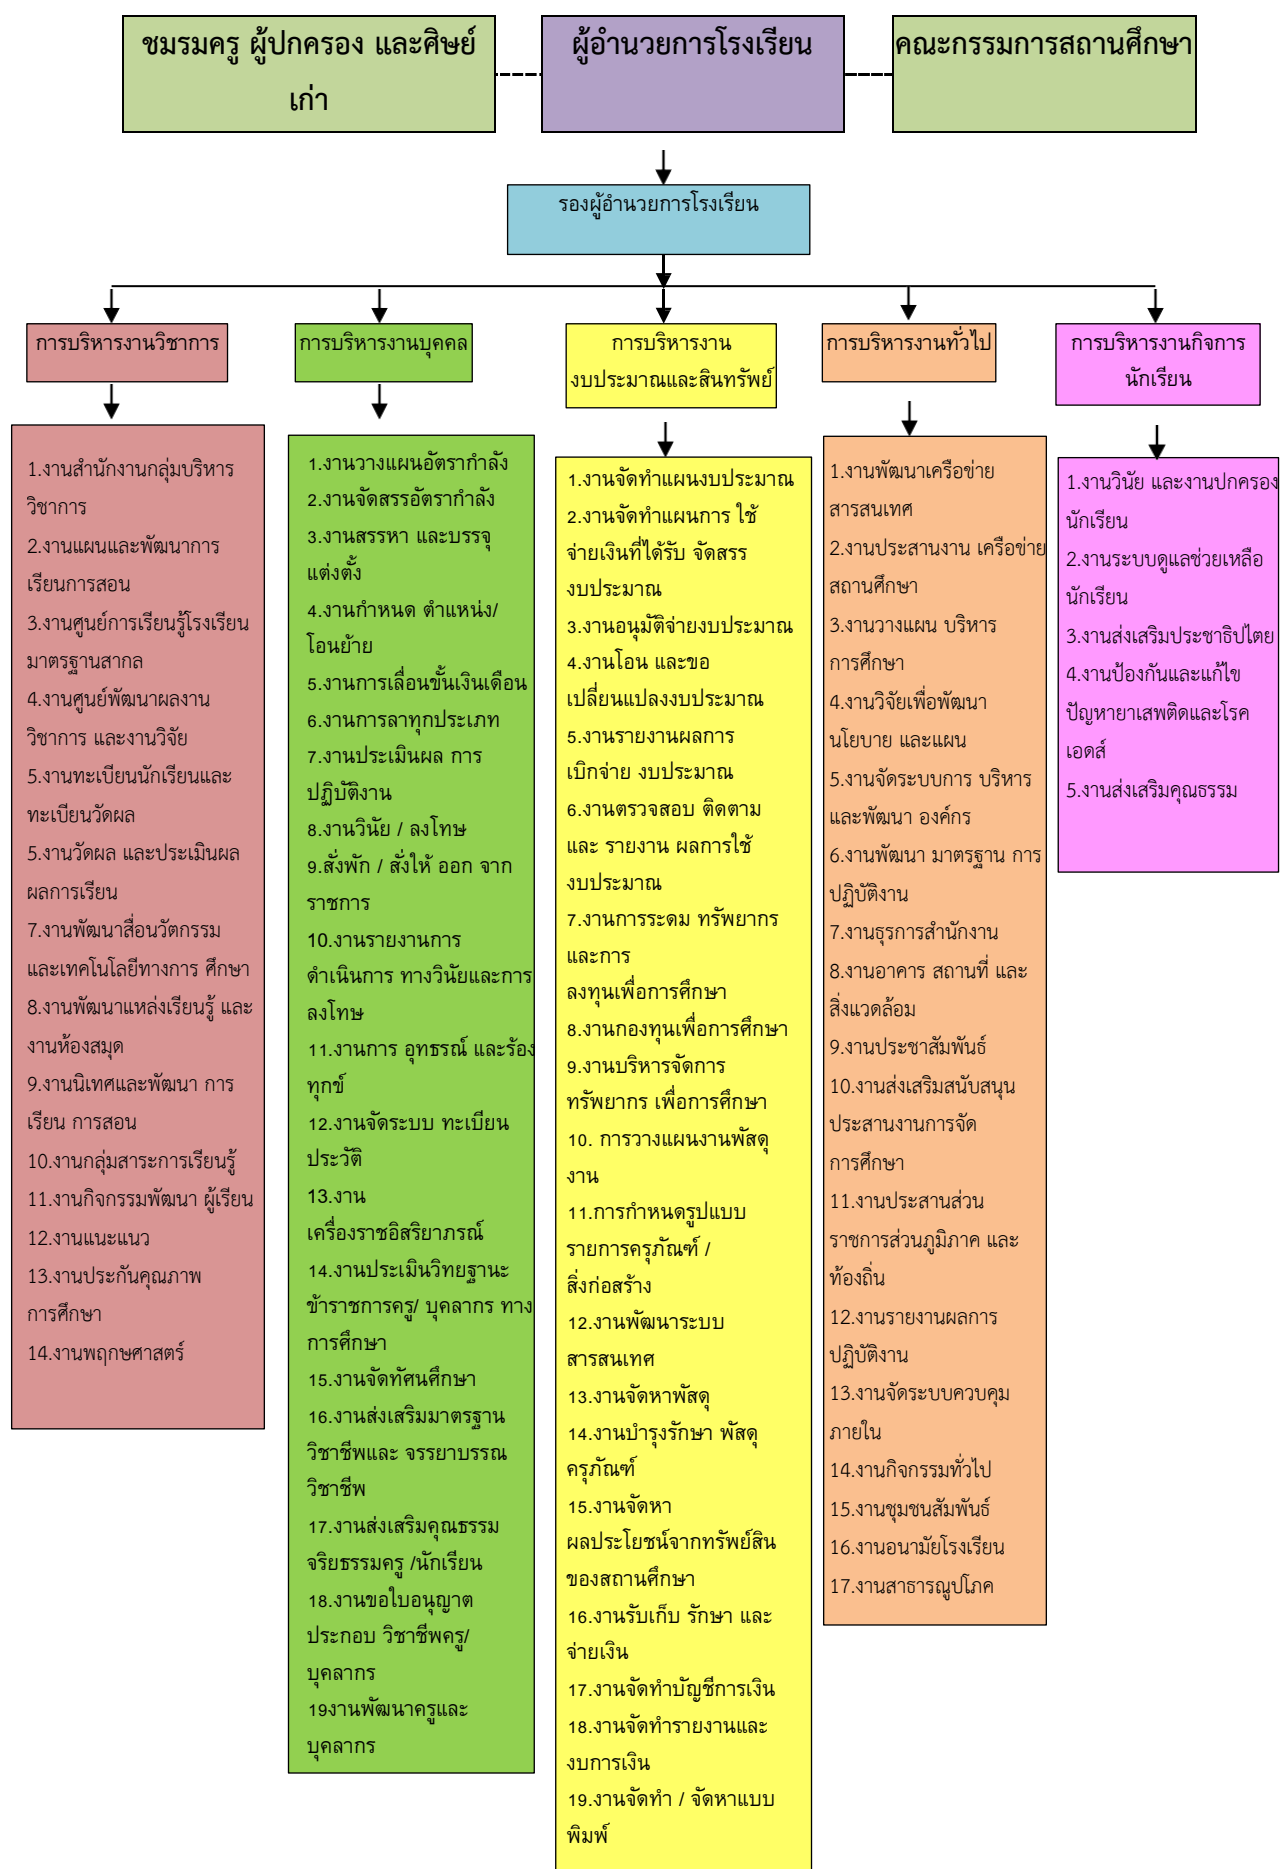 ชมรมครู ผู้ปกครอง และศิษย์
เก่า
ผู้อำนวยการโรงเรียน
คณะกรรมการสถานศึกษา
รองผู้อำนวยการโรงเรียน
การบริหารงานวิชาการ
1.งานสำนักงานกลุ่มบริหาร
วิชาการ
2.งานแผนและพัฒนาการ
เรียนการสอน
3.งานศูนย์การเรียนรู้โรงเรียน
มาตรฐานสากล
4.งานศูนย์พัฒนาผลงาน
วิชาการ และงานวิจัย
5.งานทะเบียนนักเรียนและ
ทะเบียนวัดผล
5.งานวัดผล และประเมินผล
ผลการเรียน
7.งานพัฒนาสื่อนวัตกรรม
และเทคโนโลยีทางการ ศึกษา
8.งานพัฒนาแหล่งเรียนรู้ และ
งานห้องสมุด
9.งานนิเทศและพัฒนา การ
เรียน การสอน
10.งานกลุ่มสาระการเรียนรู้
11.งานกิจกรรมพัฒนา ผู้เรียน
12.งานแนะแนว
13.งานประกันคุณภาพ
การศึกษา
14.งานพฤกษศาสตร์
การบริหารงานบุคคล
1.งานวางแผนอัตรากำลัง
2.งานจัดสรรอัตรากำลัง
3.งานสรรหา และบรรจุ
แต่งตั้ง
4.งานกำหนด ตำแหน่ง/
โอนย้าย
5.งานการเลื่อนขั้นเงินเดือน
6.งานการลาทุกประเภท
7.งานประเมินผล การ
ปฏิบัติงาน
8.งานวินัย / ลงโทษ
9.สั่งพัก / สั่งให้ ออก จาก
ราชการ
10.งานรายงานการ
ดำเนินการ ทางวินัยและการ
ลงโทษ
11.งานการ อุทธรณ์ และร้อง
ทุกข์
12.งานจัดระบบ ทะเบียน
ประวัติ
13.งาน
เครื่องราชอิสริยาภรณ์
14.งานประเมินวิทยฐานะ
ข้าราชการครู/ บุคลากร ทาง
การศึกษา
15.งานจัดทัศนศึกษา
16.งานส่งเสริมมาตรฐาน
วิชาชีพและ จรรยาบรรณ
วิชาชีพ
17.งานส่งเสริมคุณธรรม
จริยธรรมครู /นักเรียน
18.งานขอใบอนุญาต
ประกอบ วิชาชีพครู/
บุคลากร
19งานพัฒนาครูและ
บุคลากร
การบริหารงาน
งบประมาณและสินทรัพย์
1.งานจัดทำแผนงบประมาณ
2.งานจัดทำแผนการ ใช้
จ่ายเงินที่ได้รับ จัดสรร
งบประมาณ
3.งานอนุมัติจ่ายงบประมาณ
4.งานโอน และขอ
เปลี่ยนแปลงงบประมาณ
5.งานรายงานผลการ
เบิกจ่าย งบประมาณ
6.งานตรวจสอบ ติดตาม
และ รายงาน ผลการใช้
งบประมาณ
7.งานการระดม ทรัพยากร
และการ
ลงทุนเพื่อการศึกษา
8.งานกองทุนเพื่อการศึกษา
9.งานบริหารจัดการ
ทรัพยากร เพื่อการศึกษา
10. การวางแผนงานพัสดุ
งาน
11.การกำหนดรูปแบบ
รายการครุภัณฑ์ /
สิ่งก่อสร้าง
12.งานพัฒนาระบบ
สารสนเทศ
13.งานจัดหาพัสดุ
14.งานบำรุงรักษา พัสดุ
ครุภัณฑ์
15.งานจัดหา
ผลประโยชน์จากทรัพย์สิน
ของสถานศึกษา
16.งานรับเก็บ รักษา และ
จ่ายเงิน
17.งานจัดทำบัญชีการเงิน
18.งานจัดทำรายงานและ
งบการเงิน
19.งานจัดทำ / จัดหาแบบ
พิมพ์
การบริหารงานทั่วไป
1.งานพัฒนาเครือข่าย
สารสนเทศ
2.งานประสานงาน เครือข่าย
สถานศึกษา
3.งานวางแผน บริหาร
การศึกษา
4.งานวิจัยเพื่อพัฒนา
นโยบาย และแผน
5.งานจัดระบบการ บริหาร
และพัฒนา องค์กร
6.งานพัฒนา มาตรฐาน การ
ปฏิบัติงาน
7.งานธุรการสำนักงาน
8.งานอาคาร สถานที่ และ
สิ่งแวดล้อม
9.งานประชาสัมพันธ์
10.งานส่งเสริมสนับสนุน
ประสานงานการจัด
การศึกษา
11.งานประสานส่วน
ราชการส่วนภูมิภาค และ
ท้องถิ่น
12.งานรายงานผลการ
ปฏิบัติงาน
13.งานจัดระบบควบคุม
ภายใน
14.งานกิจกรรมทั่วไป
15.งานชุมชนสัมพันธ์
16.งานอนามัยโรงเรียน
17.งานสาธารณูปโภค
การบริหารงานกิจการ
นักเรียน
1.งานวินัย และงานปกครอง
นักเรียน
2.งานระบบดูแลช่วยเหลือ
นักเรียน
3.งานส่งเสริมประชาธิปไตย
4.งานป้องกันและแก้ไข
ปัญหายาเสพติดและโรค
เอดส์
5.งานส่งเสริมคุณธรรม